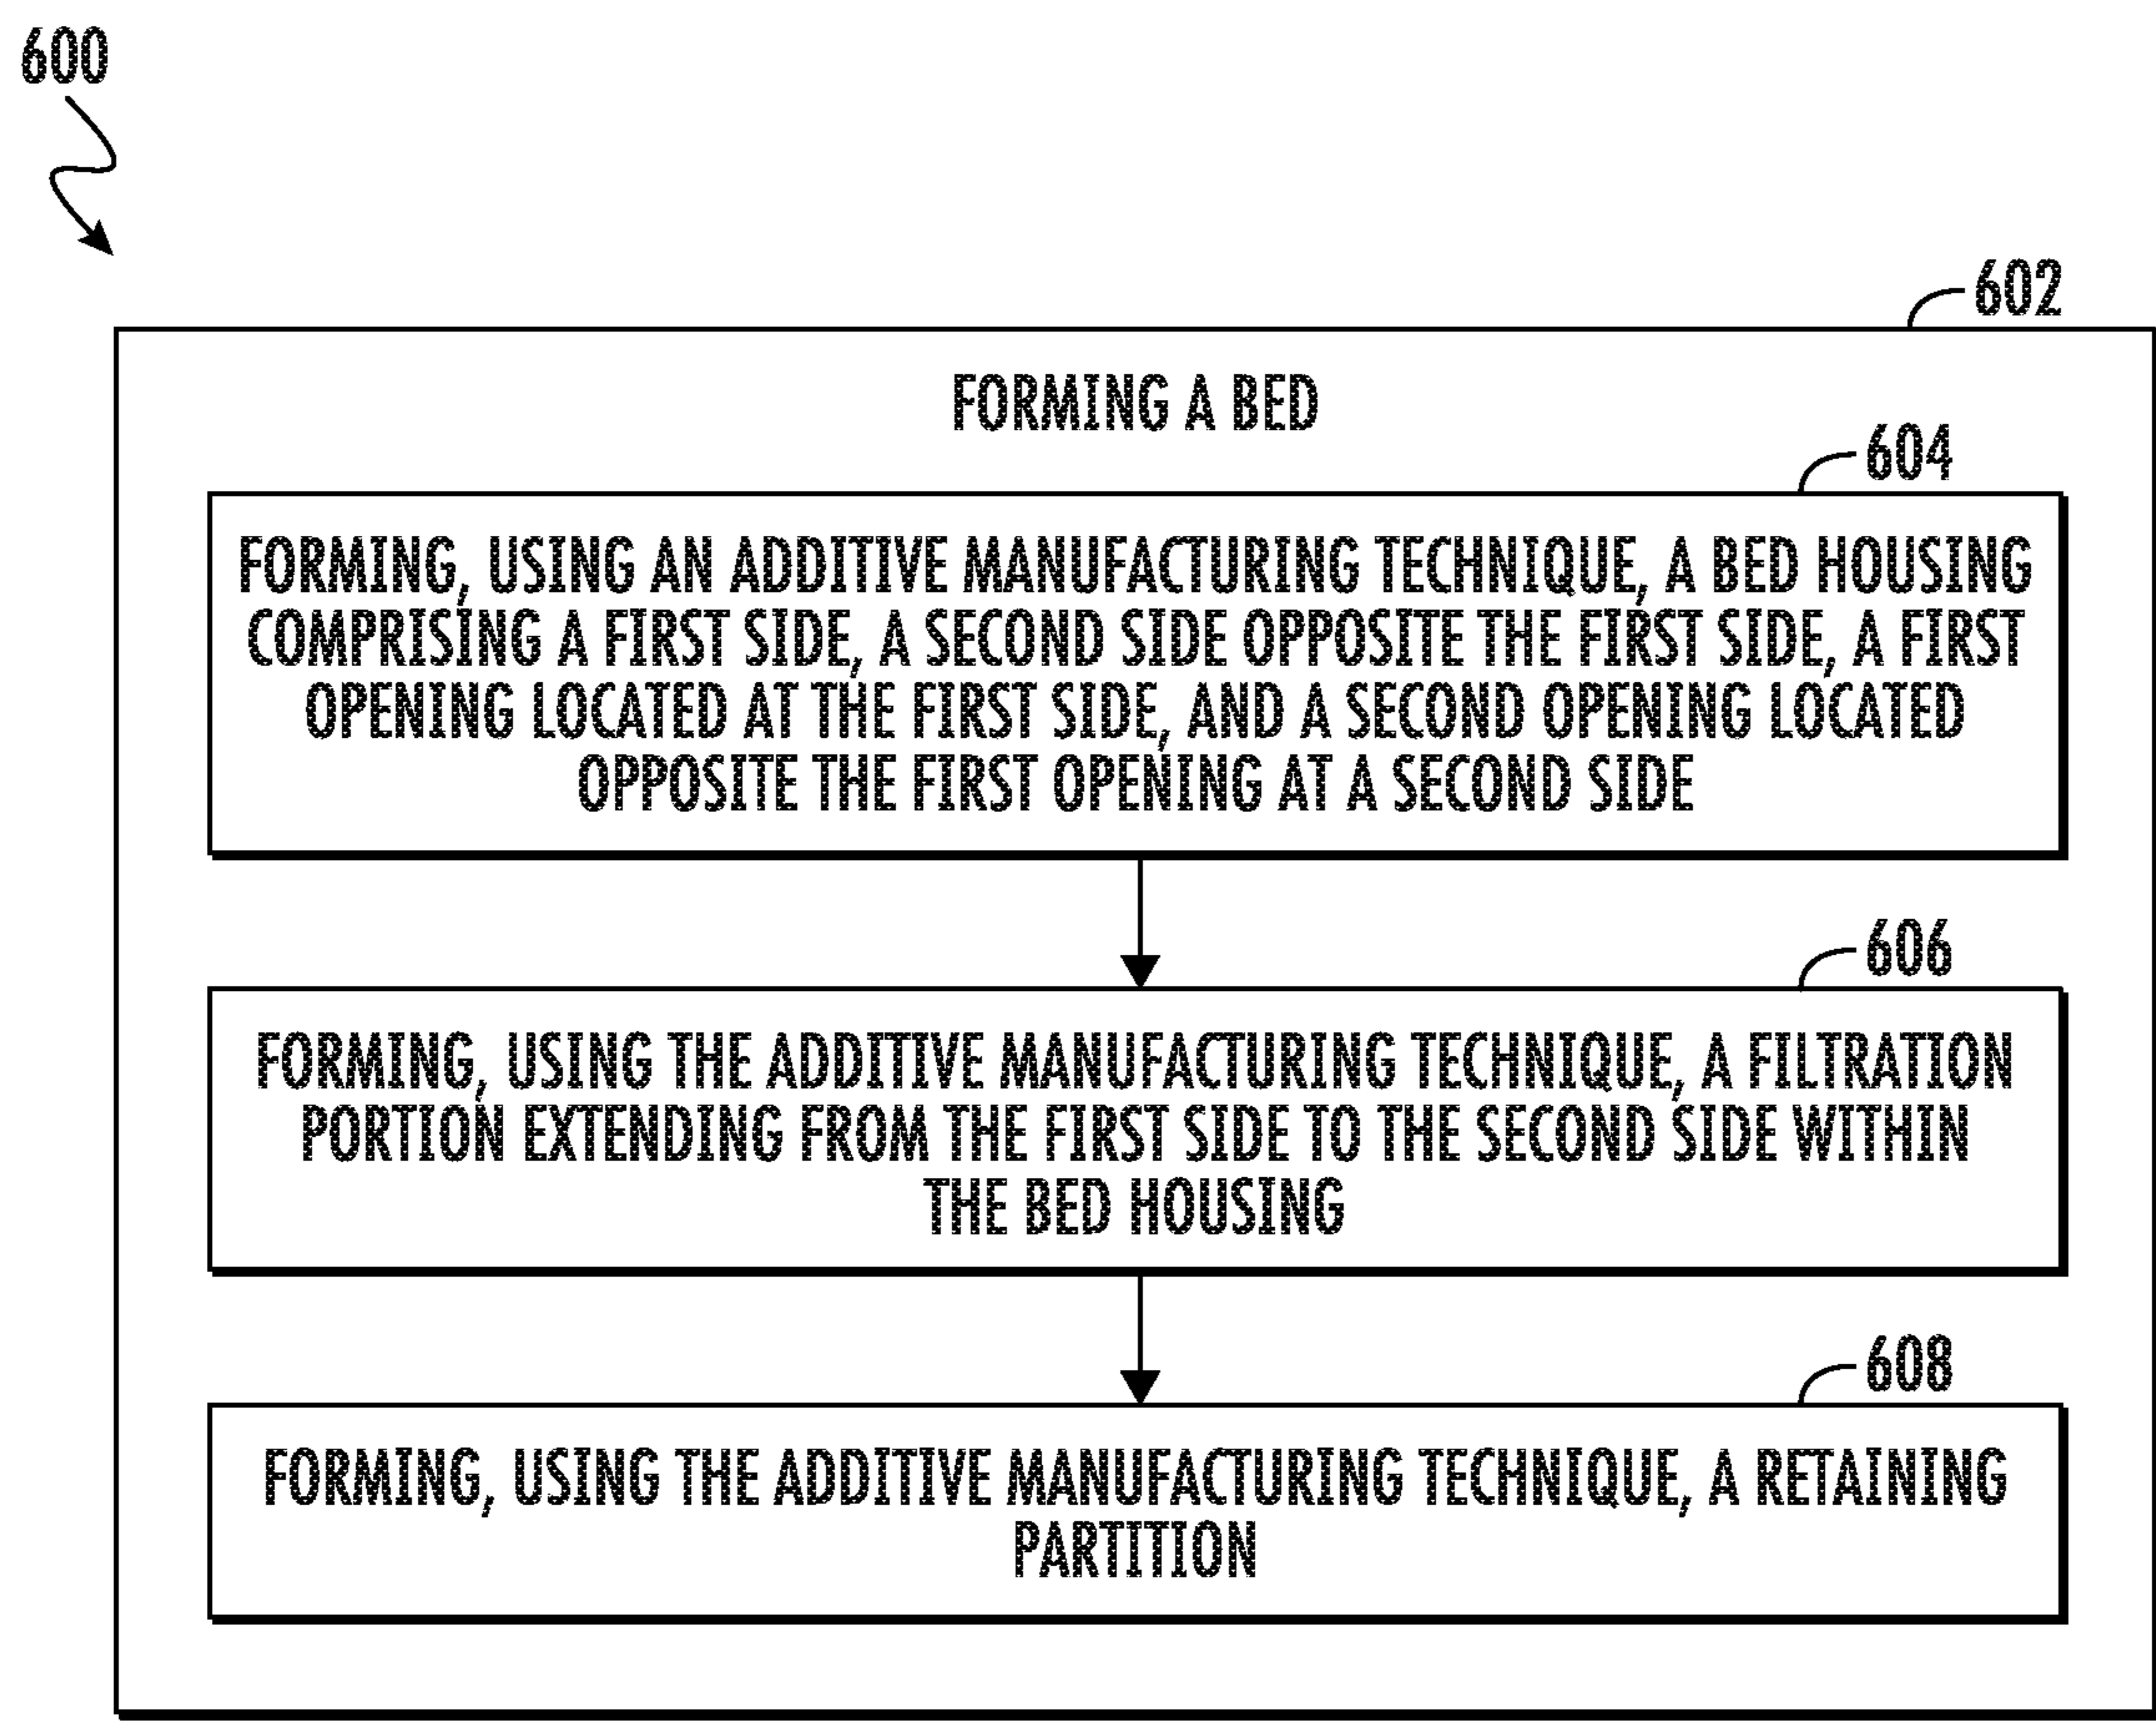 600
602
FORMING A BED
604
FORMING, USING AN ADDITIVE MANUFACTURING TECHNIQUE, A BED HOUSING
COMPRISING A FIRST SIDE, A SECOND SIDE OPPOSITE THE FIRST SIDE, A FIRST
OPENING LOCATED AT THE FIRST SIDE, AND A SECOND OPENING LOCATED
OPPOSITE THE FIRST OPENING AT A SECOND SIDE
606
FORMING, USING THE ADDITIVE MANUFACTURING TECHNIQUE, A FILTRATION
PORTION EXTENDING FROM THE FIRST SIDE TO THE SECOND SIDE WITHIN
THE BED HOUSING
608
FORMING, USING THE ADDITIVE MANUFACTURING TECHNIQUE, A RETAINING
PARTITION